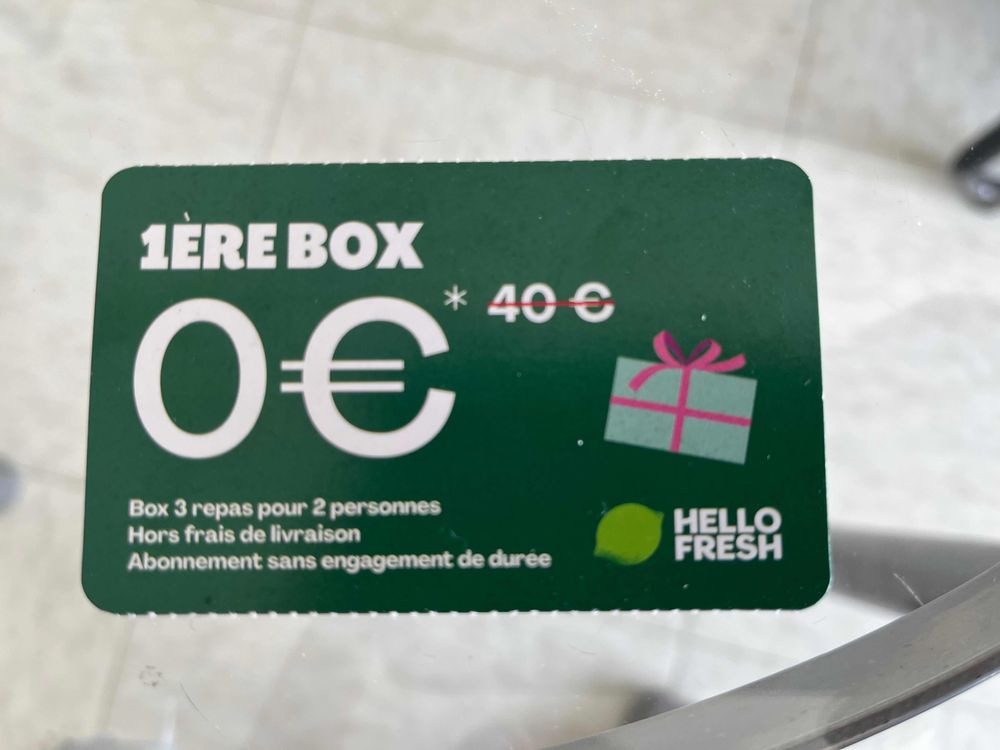 1ÈRE BOX
0€* 40 €
Box 3 repas pour 2 personnes
Hors frais de livraison
Abonnement sans engagement de durée
HELLO
FRESH